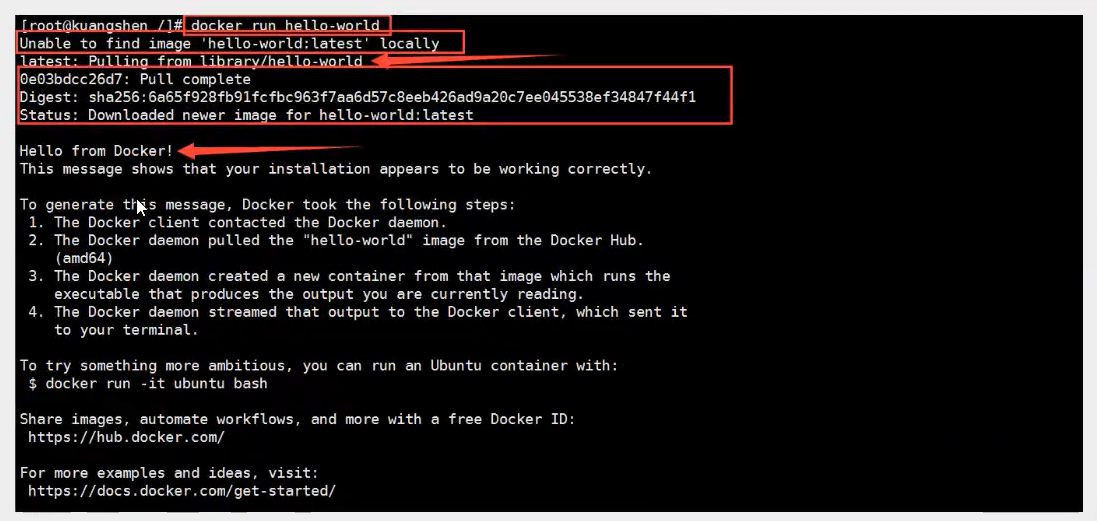 [root@kuangshen /]# docker run hello-world
Unable to find image 'hello-world:latest' locally
latest: Pulling from library/hello-world
0e03bdcc26d7: Pull complete
Digest: sha256:6a65f928fb91fcfbc963f7aa6d57c8eeb426ad9a20c7ee045538ef34847f44f1
Status: Downloaded newer image for hello-world:latest
Hello from Docker!
This message shows that your installation appears to be working correctly.
To generate this message, Docker took the following steps:
1. The Docker client contacted the Docker daemon.
2. The Docker daemon pulled the "hello-world" image from the Docker Hub.
(amd64)
3. The Docker daemon created a new container from that image which runs the
executable that produces the output you are currently reading.
4. The Docker daemon streamed that output to the Docker client, which sent it
to your terminal.
To try something more ambitious, you can run an Ubuntu container with:
$ docker run -it ubuntu bash
Share images, automate workflows, and more with a free Docker ID:
https://hub.docker.com/
For more examples and ideas, visit:
https://docs.docker.com/get-started/